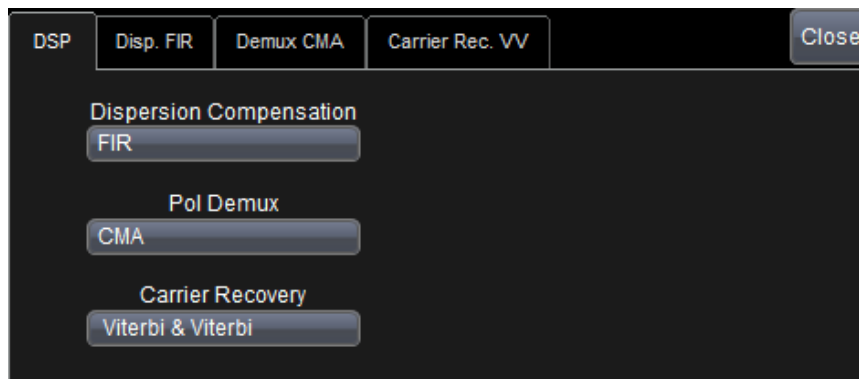 DSP Disp. FIR Demux CMA Carrier Rec. VV Close
Dispersion Compensation
FIR
Pol Demux
CMA
Carrier Recovery
Viterbi & Viterbi